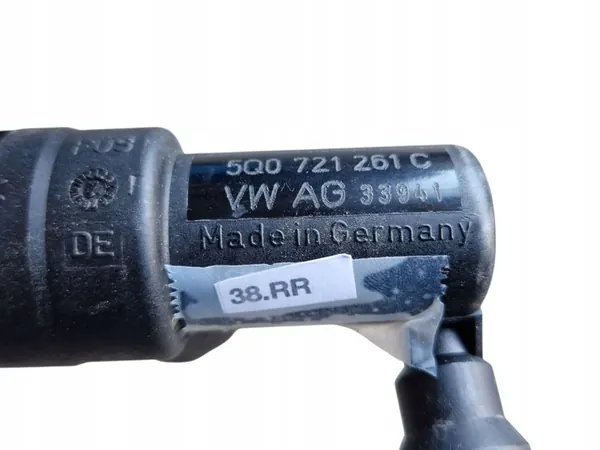 5Q0 721 261 C
VW AG 33941
Made in Germany
DE
38.RR